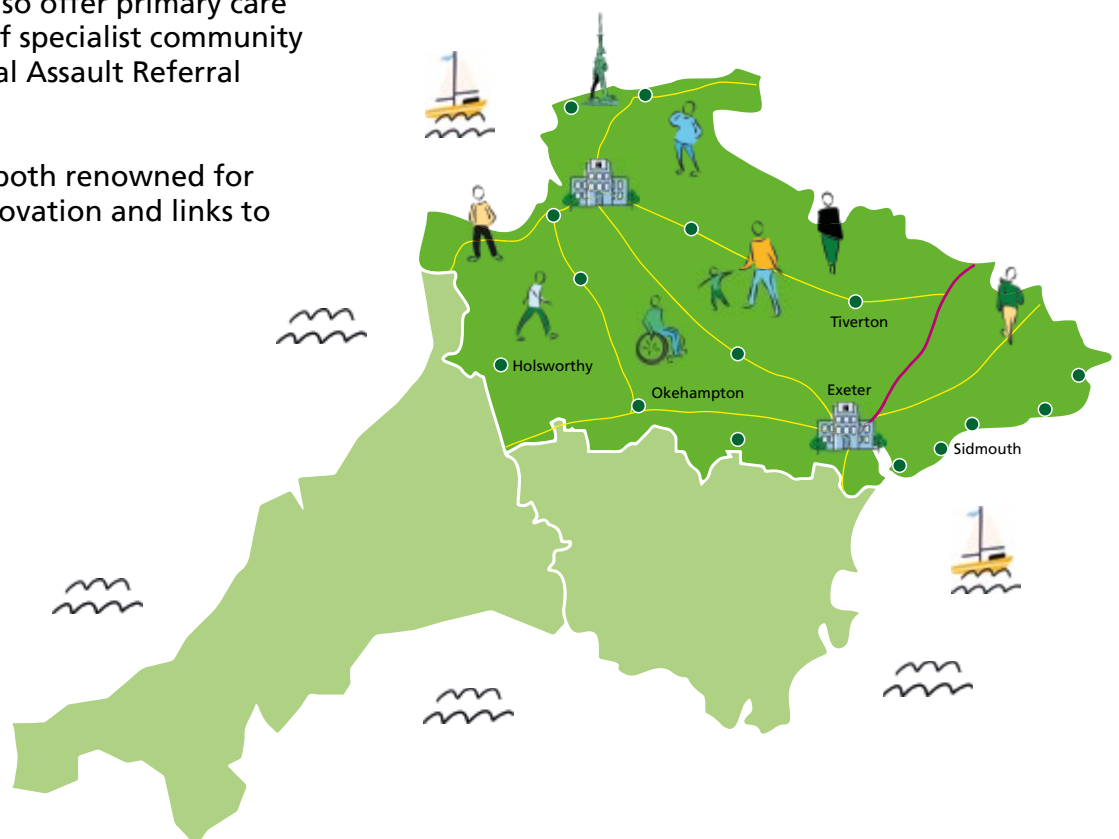 so offer primary care
f specialist community
al Assault Referral
both renowned for
novation and links to
Tiverton
Holsworthy
Okehampton
Exeter
Sidmouth